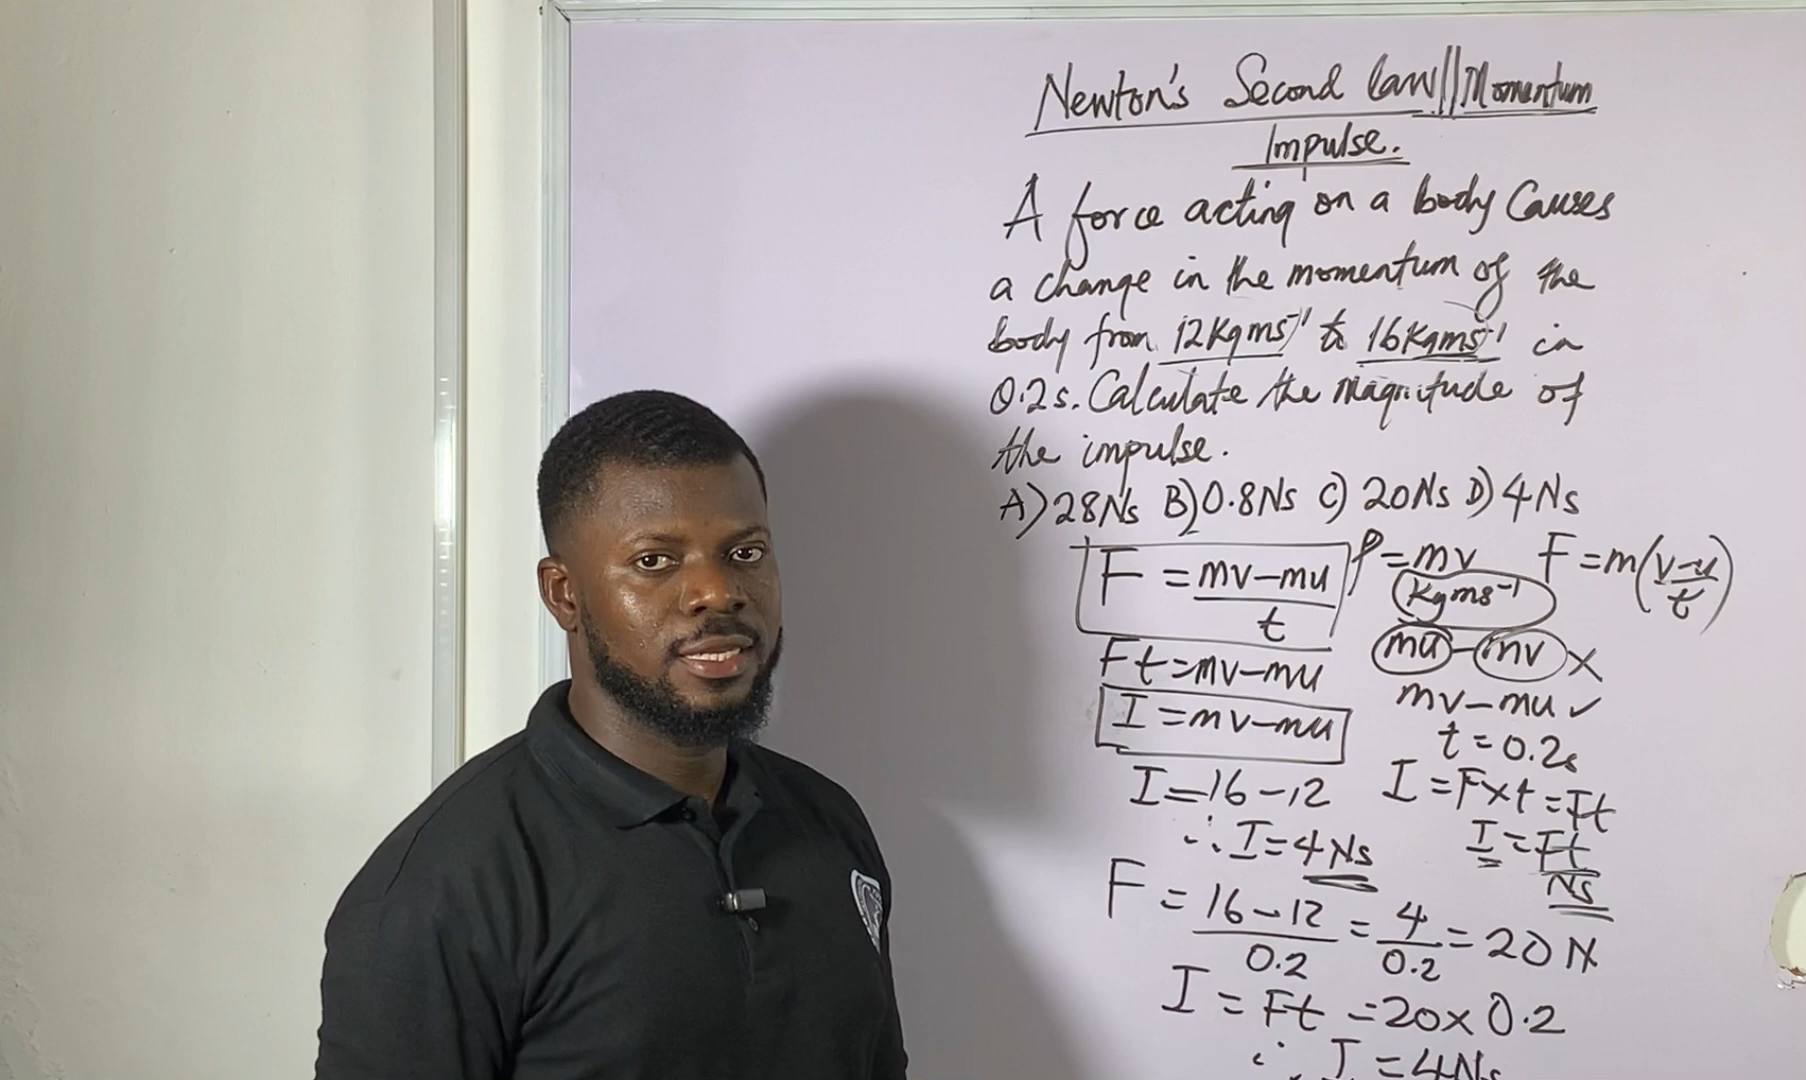 Newton's Second Law||Momentum
Impulse.
A force acting on a body Causes
a change in the momentum of the
body from 12Kgms⁻¹ to 16Kgms⁻¹ in
0.2s. Calculate the magnitude of
the impulse.
A) 28Ns B) 0.8Ns C) 20Ns D) 4Ns
F = (mv-mu)/t
P = mv
Kgms⁻¹
F = m((v-u)/t)
mu - mv ×
Ft = mv-mu
mv-mu ✓
I = mv-mu
t = 0.2s
I = 16-12
I = F×t = Ft
∴ I = 4Ns
I = Ft
Ns
F = (16-12)/0.2 = 4/0.2 = 20N
I = Ft = 20×0.2
∴ I = 4Ns